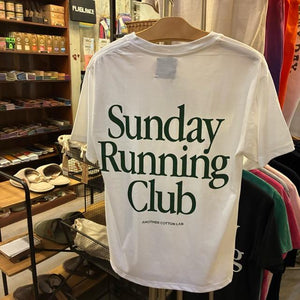 Sunday
Running
Club
ANOTHER COTTON LAB